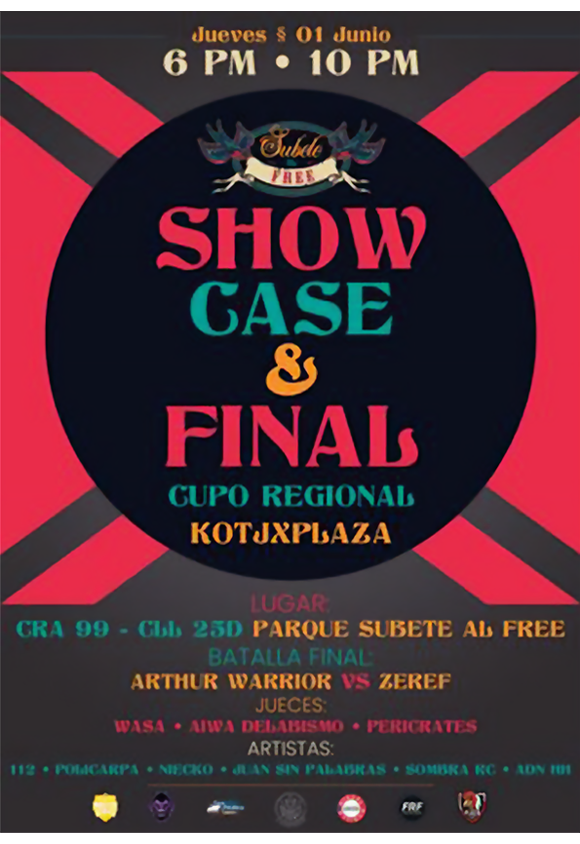 Jueves § 01 Junio
6 PM • 10 PM
Subele
FREE
SHOW
CASE
&
FINAL
CUPO REGIONAL
KOTJXPLAZA
LUGAR:
CRA 99 - CLL 25D PARQUE SUBETE AL FREE
BATALLA FINAL:
ARTHUR WARRIOR VS ZEREF
JUECES:
WASA • AIWA DELABISMO • PERICRATES
ARTISTAS:
112 • POLICARPA • NIECKO • JUAN SIN PALABRAS • SOMBRA RC • ADN HH
FRF